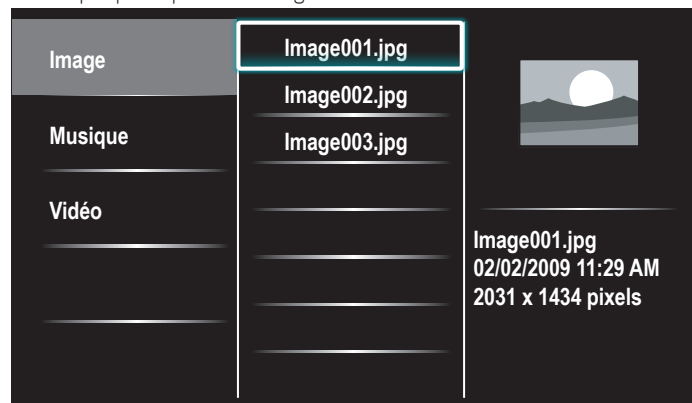 Image
Musique
Vidéo
Image001.jpg
Image002.jpg
Image003.jpg
Image001.jpg
02/02/2009 11:29 AM
2031 x 1434 pixels